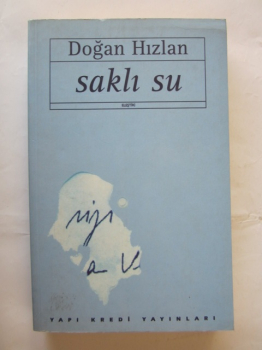 Doğan Hızlan
saklı su
YAPI KREDİ YAYINLARI